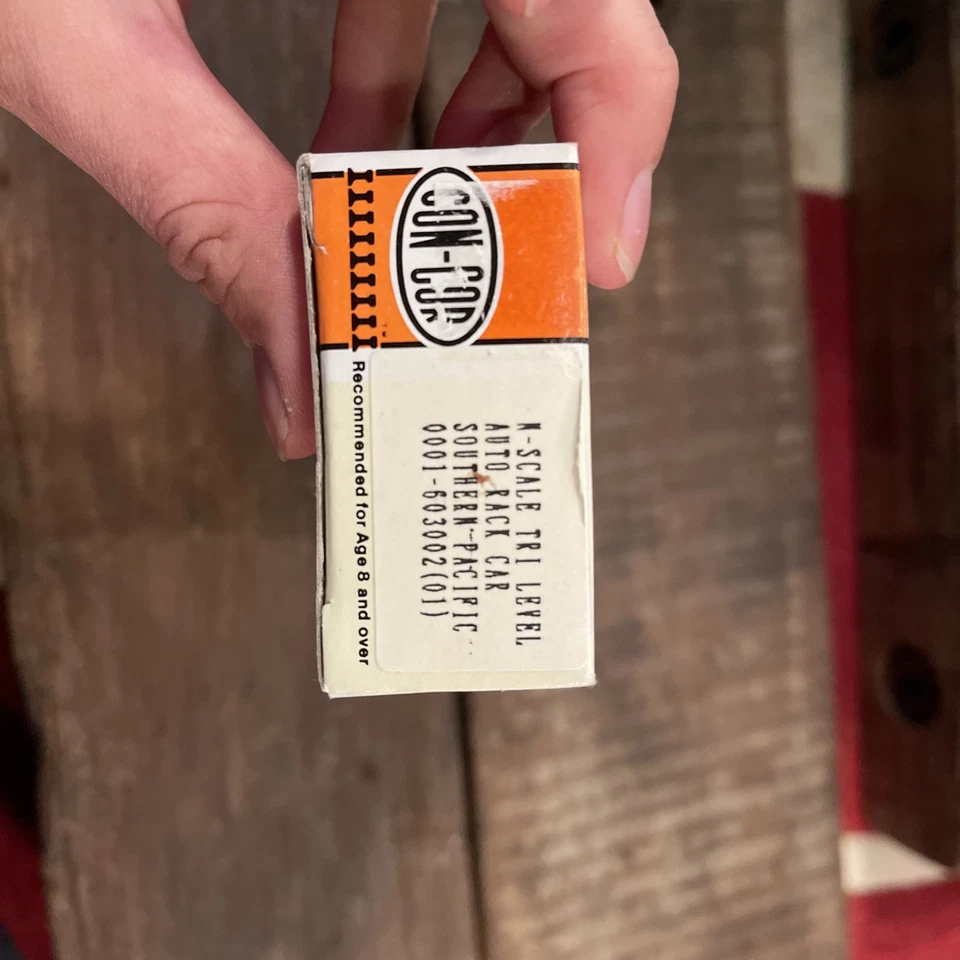 CON-COR
™
Recommended for Age 8 and over
N-SCALE TRI LEVEL
AUTO RACK CAR
SOUTHERN PACIFIC
0001-603002(01)